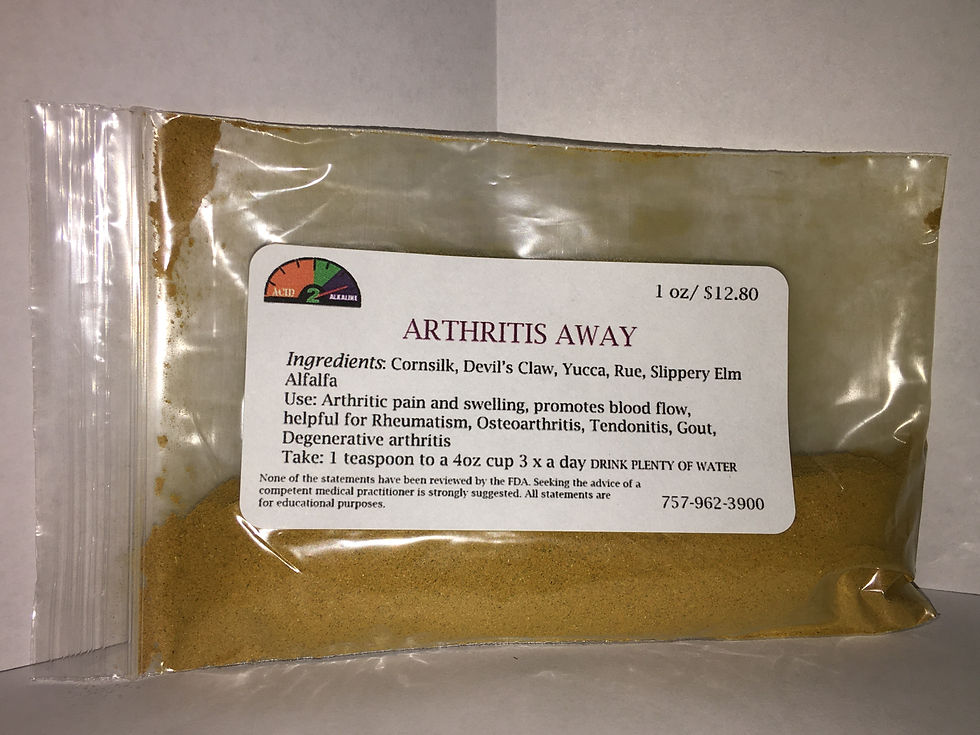 ACID 2 ALKALINE
1 oz/ $12.80
ARTHRITIS AWAY
Ingredients: Cornsilk, Devil's Claw, Yucca, Rue, Slippery Elm
Alfalfa
Use: Arthritic pain and swelling, promotes blood flow,
helpful for Rheumatism, Osteoarthritis, Tendonitis, Gout,
Degenerative arthritis
Take: 1 teaspoon to a 4oz cup 3 x a day DRINK PLENTY OF WATER
None of the statements have been reviewed by the FDA. Seeking the advice of a
competent medical practitioner is strongly suggested. All statements are
for educational purposes.
757-962-3900